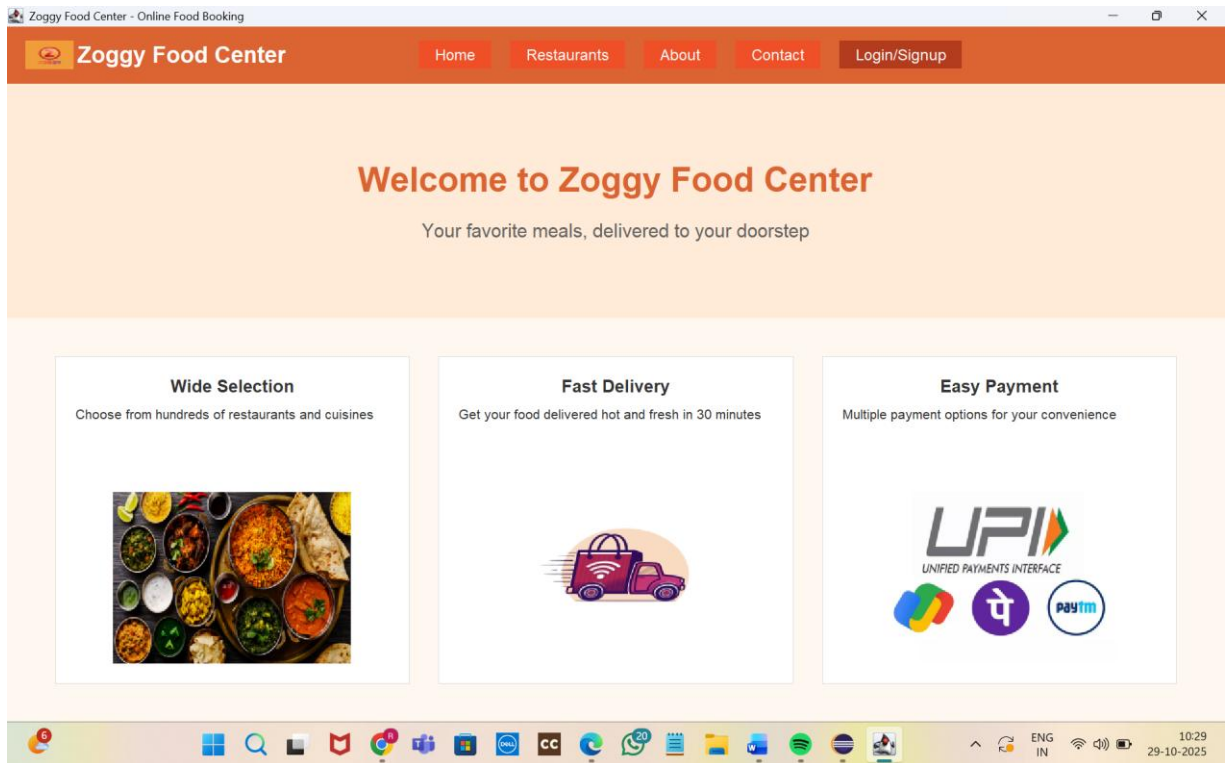 Zoggy Food Center - Online Food Booking
Zoggy Food Center
Home
Restaurants
About
Contact
Login/Signup
Welcome to Zoggy Food Center
Your favorite meals, delivered to your doorstep
Wide Selection
Choose from hundreds of restaurants and cuisines
Fast Delivery
Get your food delivered hot and fresh in 30 minutes
Easy Payment
Multiple payment options for your convenience
UPI
UNIFIED PAYMENTS INTERFACE
पे
paytm
6
R
DELL
CC
20
W
ENG
IN
10:29
29-10-2025